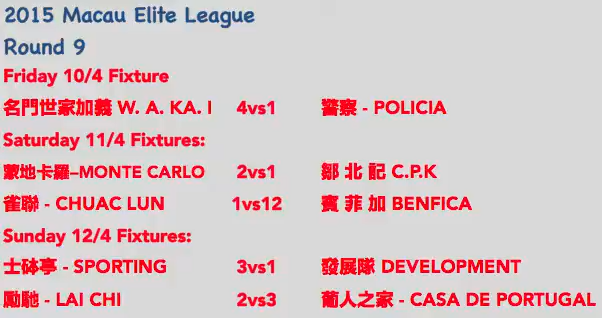 2015 Macau Elite League
Round 9
Friday 10/4 Fixture
名門世家加義 W. A. KA. I 4vs1 警察 - POLICIA
Saturday 11/4 Fixtures:
蒙地卡羅–MONTE CARLO 2vs1 鄒 北 記 C.P.K
雀聯 - CHUAC LUN 1vs12 賓 菲 加 BENFICA
Sunday 12/4 Fixtures:
士砵亭 - SPORTING 3vs1 發展隊 DEVELOPMENT
勵馳 - LAI CHI 2vs3 葡人之家 - CASA DE PORTUGAL